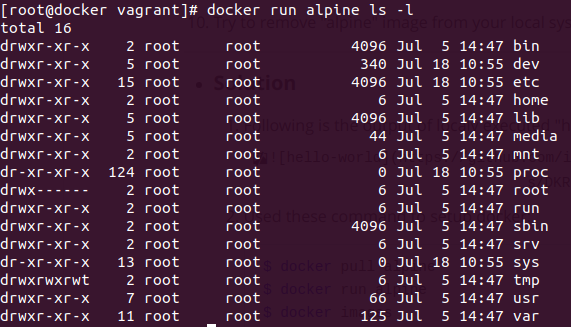 [root@docker vagrant]# docker run alpine ls -l
total 16
drwxr-xr-x    2 root     root          4096 Jul  5 14:47 bin
drwxr-xr-x    5 root     root           340 Jul 18 10:55 dev
drwxr-xr-x   15 root     root          4096 Jul 18 10:55 etc
drwxr-xr-x    2 root     root             6 Jul  5 14:47 home
drwxr-xr-x    5 root     root          4096 Jul  5 14:47 lib
drwxr-xr-x    5 root     root            44 Jul  5 14:47 media
drwxr-xr-x    2 root     root             6 Jul  5 14:47 mnt
dr-xr-xr-x  124 root     root             0 Jul 18 10:55 proc
drwx------    2 root     root             6 Jul  5 14:47 root
drwxr-xr-x    2 root     root             6 Jul  5 14:47 run
drwxr-xr-x    2 root     root          4096 Jul  5 14:47 sbin
drwxr-xr-x    2 root     root             6 Jul  5 14:47 srv
dr-xr-xr-x   13 root     root             0 Jul 18 10:55 sys
drwxrwxrwt    2 root     root             6 Jul  5 14:47 tmp
drwxr-xr-x    7 root     root            66 Jul  5 14:47 usr
drwxr-xr-x   11 root     root           125 Jul  5 14:47 var